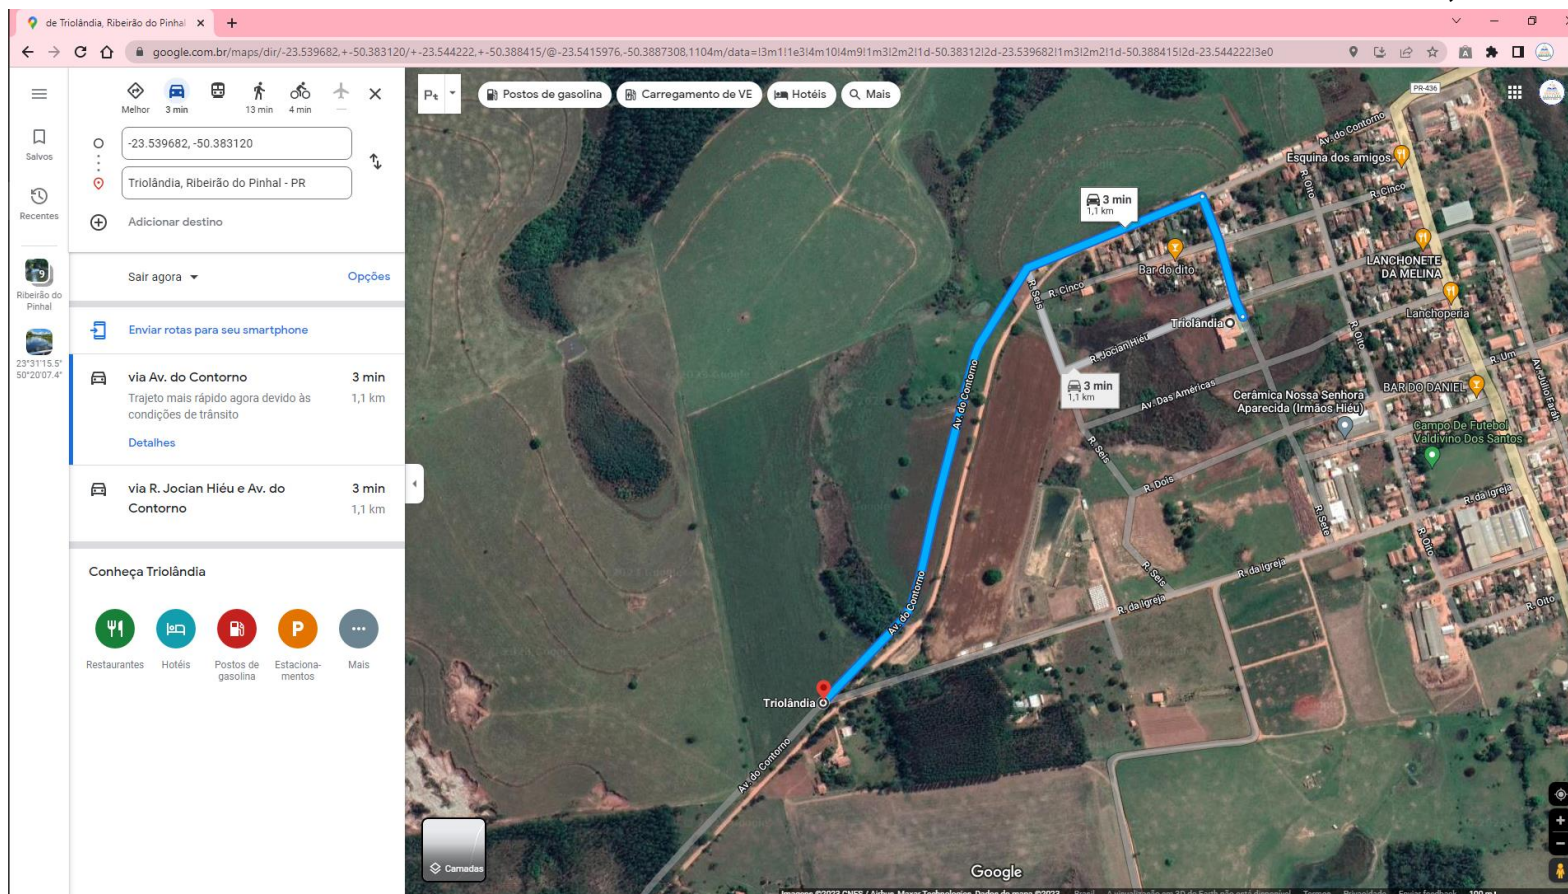 de Triolândia, Ribeirão do Pinhal
google.com.br/maps/dir/-23.539682,+-50.383120/+-23.544222,+-50.388415/@-23.5415976,-50.3887308,1104m/data=!3m1!1e3!4m10!4m9!1m3!2m2!1d-50.38312!2d-23.539682!1m3!2m2!1d-50.388415!2d-23.544222!3e0
Salvos
Recentes
9
Ribeirão do
Pinhal
23°31'15.5"
50°20'07.4"
Melhor
3 min
13 min
4 min
-23.539682, -50.383120
Triolândia, Ribeirão do Pinhal - PR
Adicionar destino
Sair agora
Opções
Enviar rotas para seu smartphone
via Av. do Contorno
3 min
Trajeto mais rápido agora devido às
1,1 km
condições de trânsito
Detalhes
via R. Jocian Hiéu e Av. do
3 min
Contorno
1,1 km
Conheça Triolândia
P
Restaurantes
Hotéis
Postos de
gasolina
Estaciona-
mentos
Mais
Postos de gasolina
Carregamento de VE
Hotéis
Mais
PR-436
Av. do Contorno
Esquina dos amigos
R. Oito
R. Cinco
3 min
1,1 km
Bar do dito
LANCHONETE
DA MELINA
R. Cinco
R. Seis
Lanchoperia
Triolândia
R. Jocian Hiéu
R. Oito
R. Um
Av. Júlio Faráh
3 min
1,1 km
Av. Das Américas
Cerâmica Nossa Senhora
Aparecida (Irmãos Hiéu)
BAR DO DANIEL
Av. do Contorno
Campo De Futebol
Valdivino Dos Santos
R. Seis
R. Dois
R. da Igreja
R. Sete
R. Oito
R. Seis
R. da Igreja
R. da Igreja
R. Oito
Av. do Contorno
Triolândia
Av. do Contorno
Camadas
Google